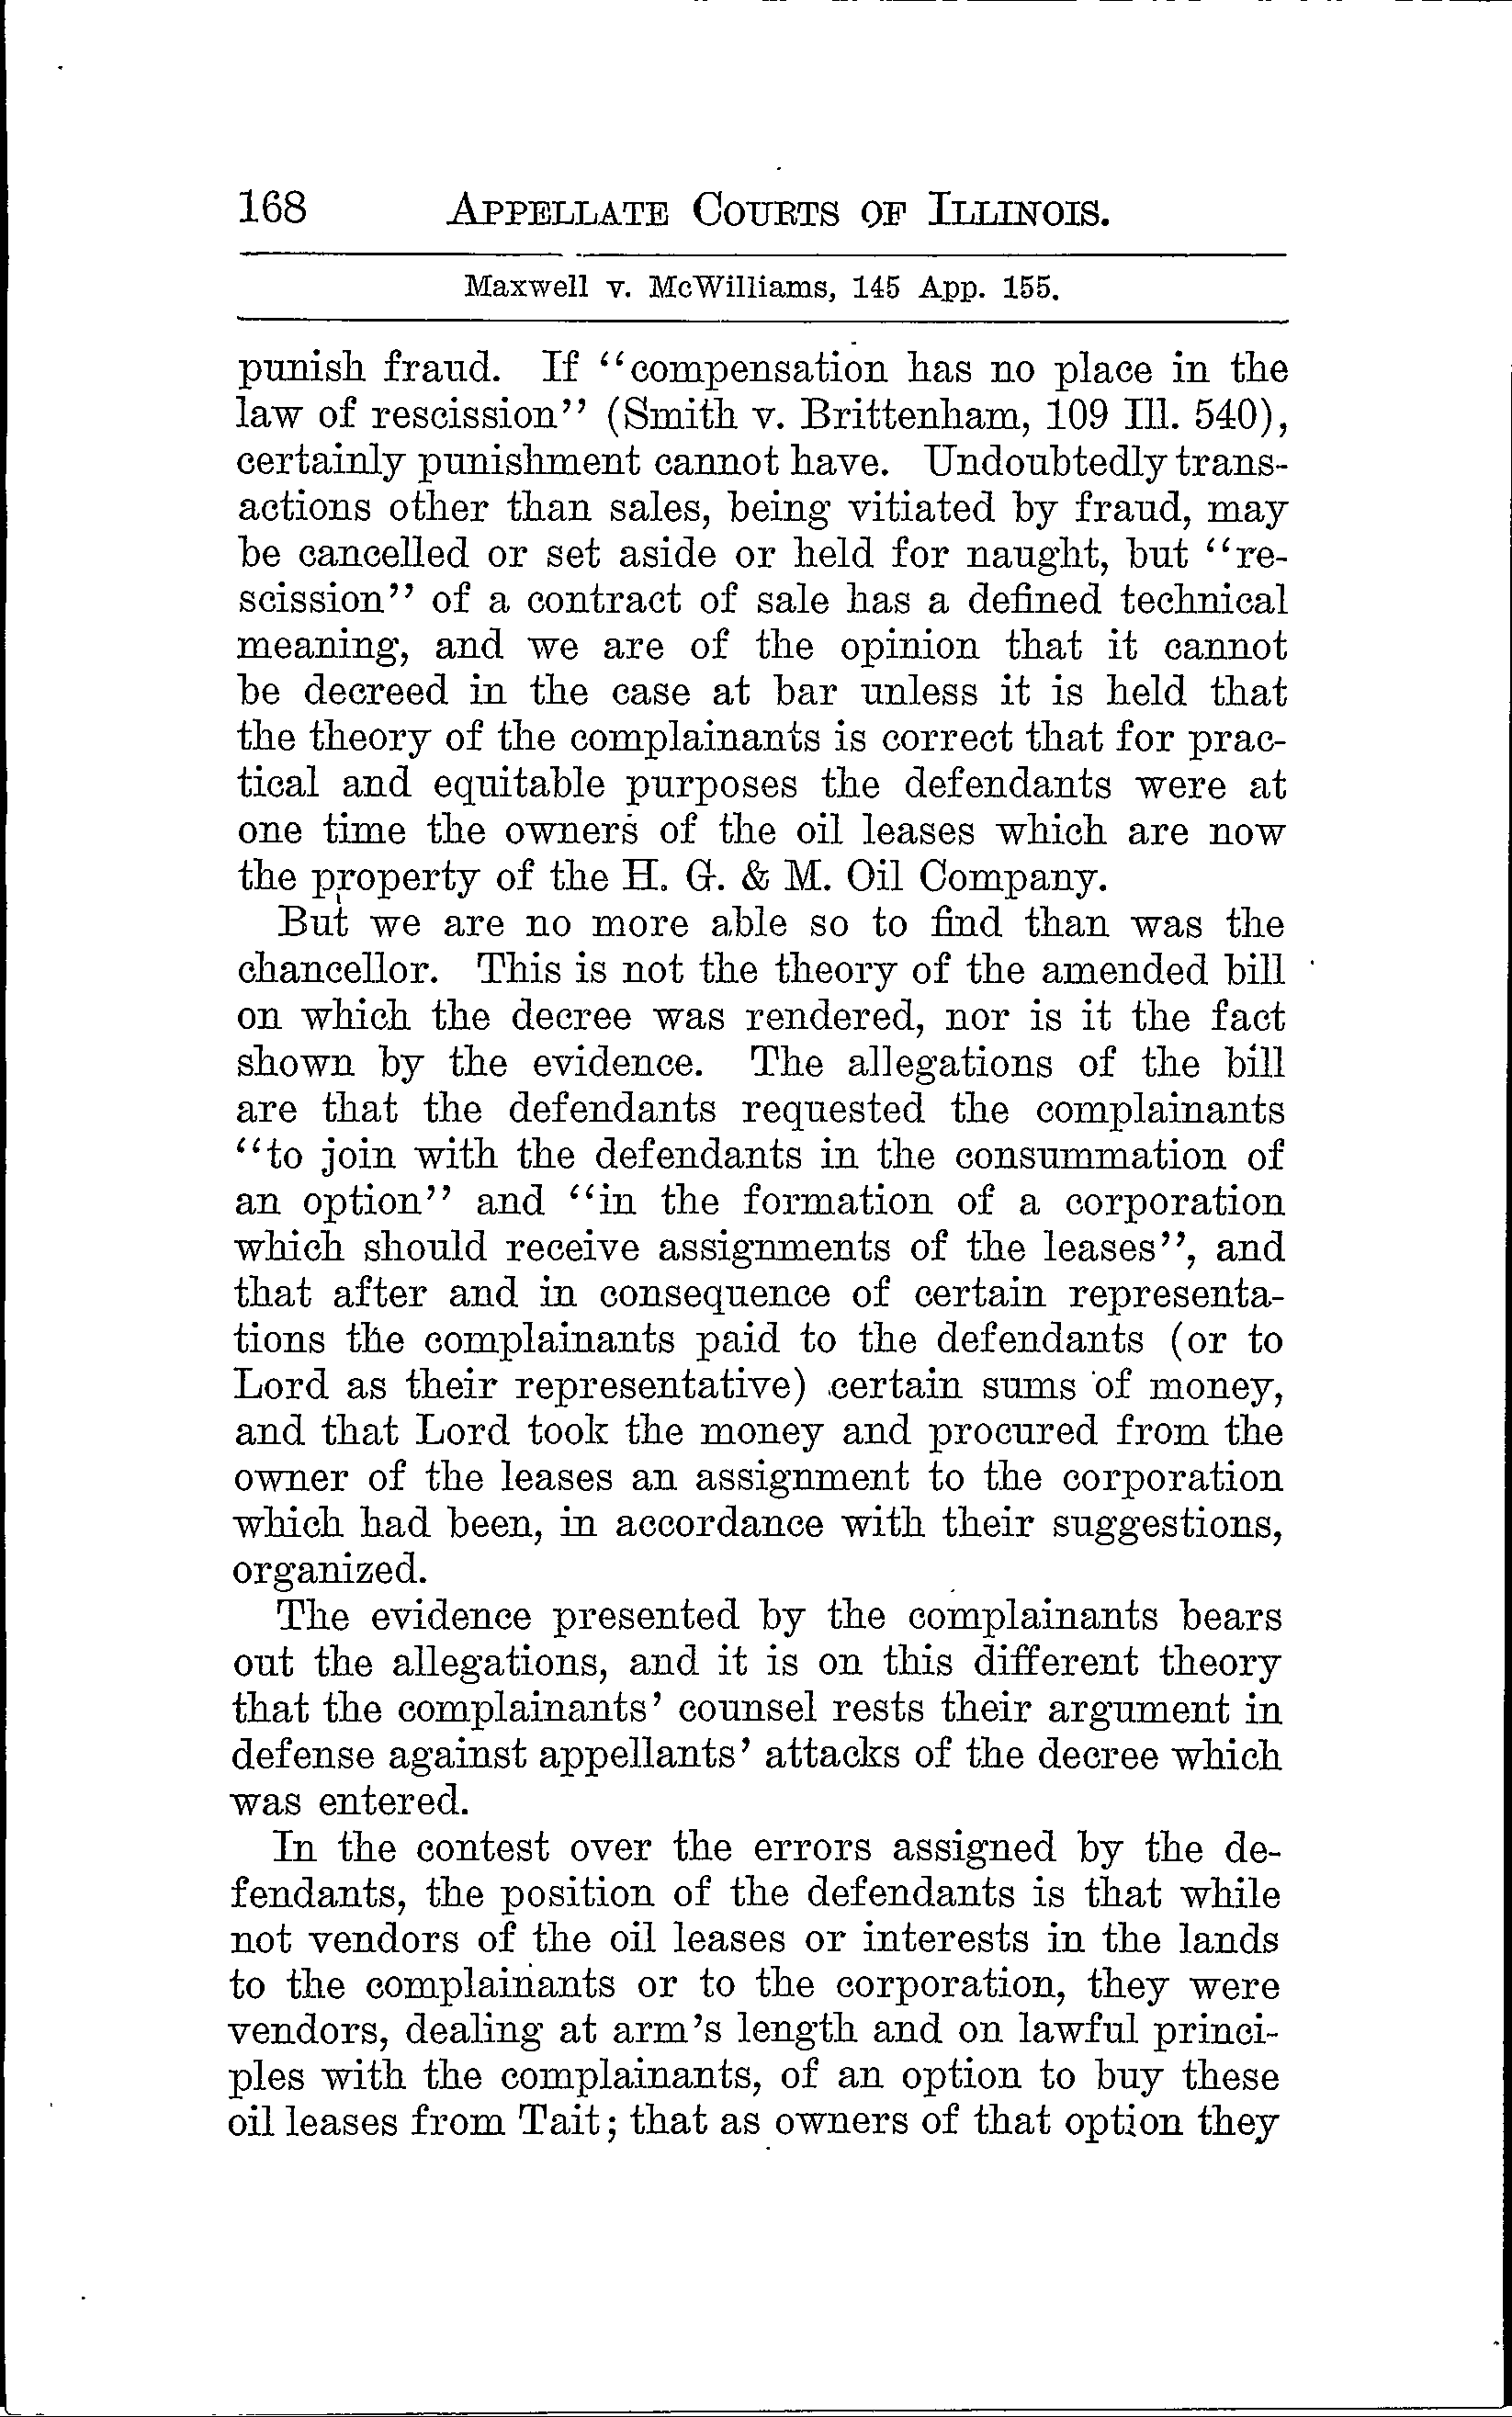 168 APPELLATE COURTS OF ILLINOIS.
Maxwell v. McWilliams, 145 App. 155.
punish fraud. If "compensation has no place in the
law of rescission" (Smith v. Brittenham, 109 Ill. 540),
certainly punishment cannot have. Undoubtedly trans-
actions other than sales, being vitiated by fraud, may
be cancelled or set aside or held for naught, but "re-
scission" of a contract of sale has a defined technical
meaning, and we are of the opinion that it cannot
be decreed in the case at bar unless it is held that
the theory of the complainants is correct that for prac-
tical and equitable purposes the defendants were at
one time the owners of the oil leases which are now
the property of the H. G. & M. Oil Company.
But we are no more able so to find than was the
chancellor. This is not the theory of the amended bill
on which the decree was rendered, nor is it the fact
shown by the evidence. The allegations of the bill
are that the defendants requested the complainants
"to join with the defendants in the consummation of
an option" and "in the formation of a corporation
which should receive assignments of the leases", and
that after and in consequence of certain representa-
tions the complainants paid to the defendants (or to
Lord as their representative) certain sums of money,
and that Lord took the money and procured from the
owner of the leases an assignment to the corporation
which had been, in accordance with their suggestions,
organized.
The evidence presented by the complainants bears
out the allegations, and it is on this different theory
that the complainants' counsel rests their argument in
defense against appellants' attacks of the decree which
was entered.
In the contest over the errors assigned by the de-
fendants, the position of the defendants is that while
not vendors of the oil leases or interests in the lands
to the complainants or to the corporation, they were
vendors, dealing at arm's length and on lawful princi-
ples with the complainants, of an option to buy these
oil leases from Tait; that as owners of that option they